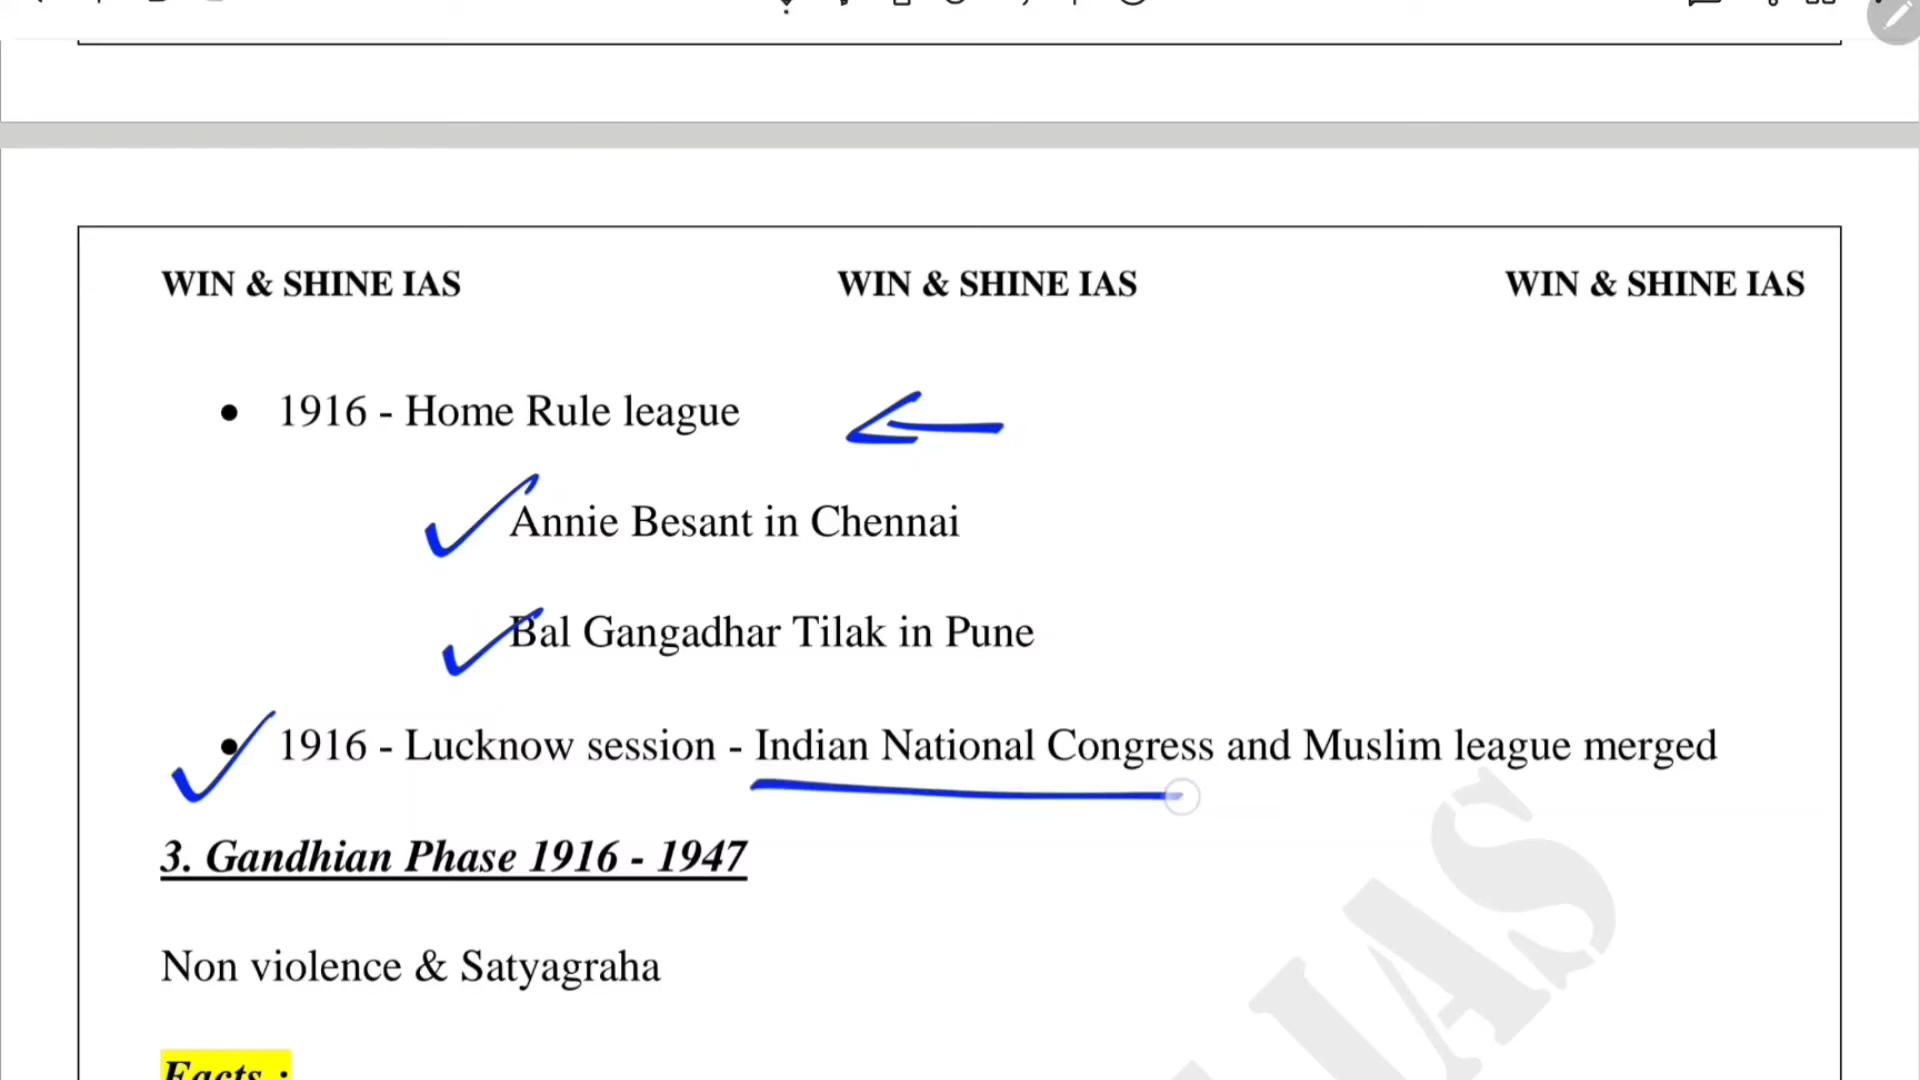 WIN & SHINE IAS WIN & SHINE IAS WIN & SHINE IAS
• 1916 - Home Rule league
Annie Besant in Chennai
Bal Gangadhar Tilak in Pune
• 1916 - Lucknow session - Indian National Congress and Muslim league merged
3. Gandhian Phase 1916 - 1947
Non violence & Satyagraha
Facts :
IAS